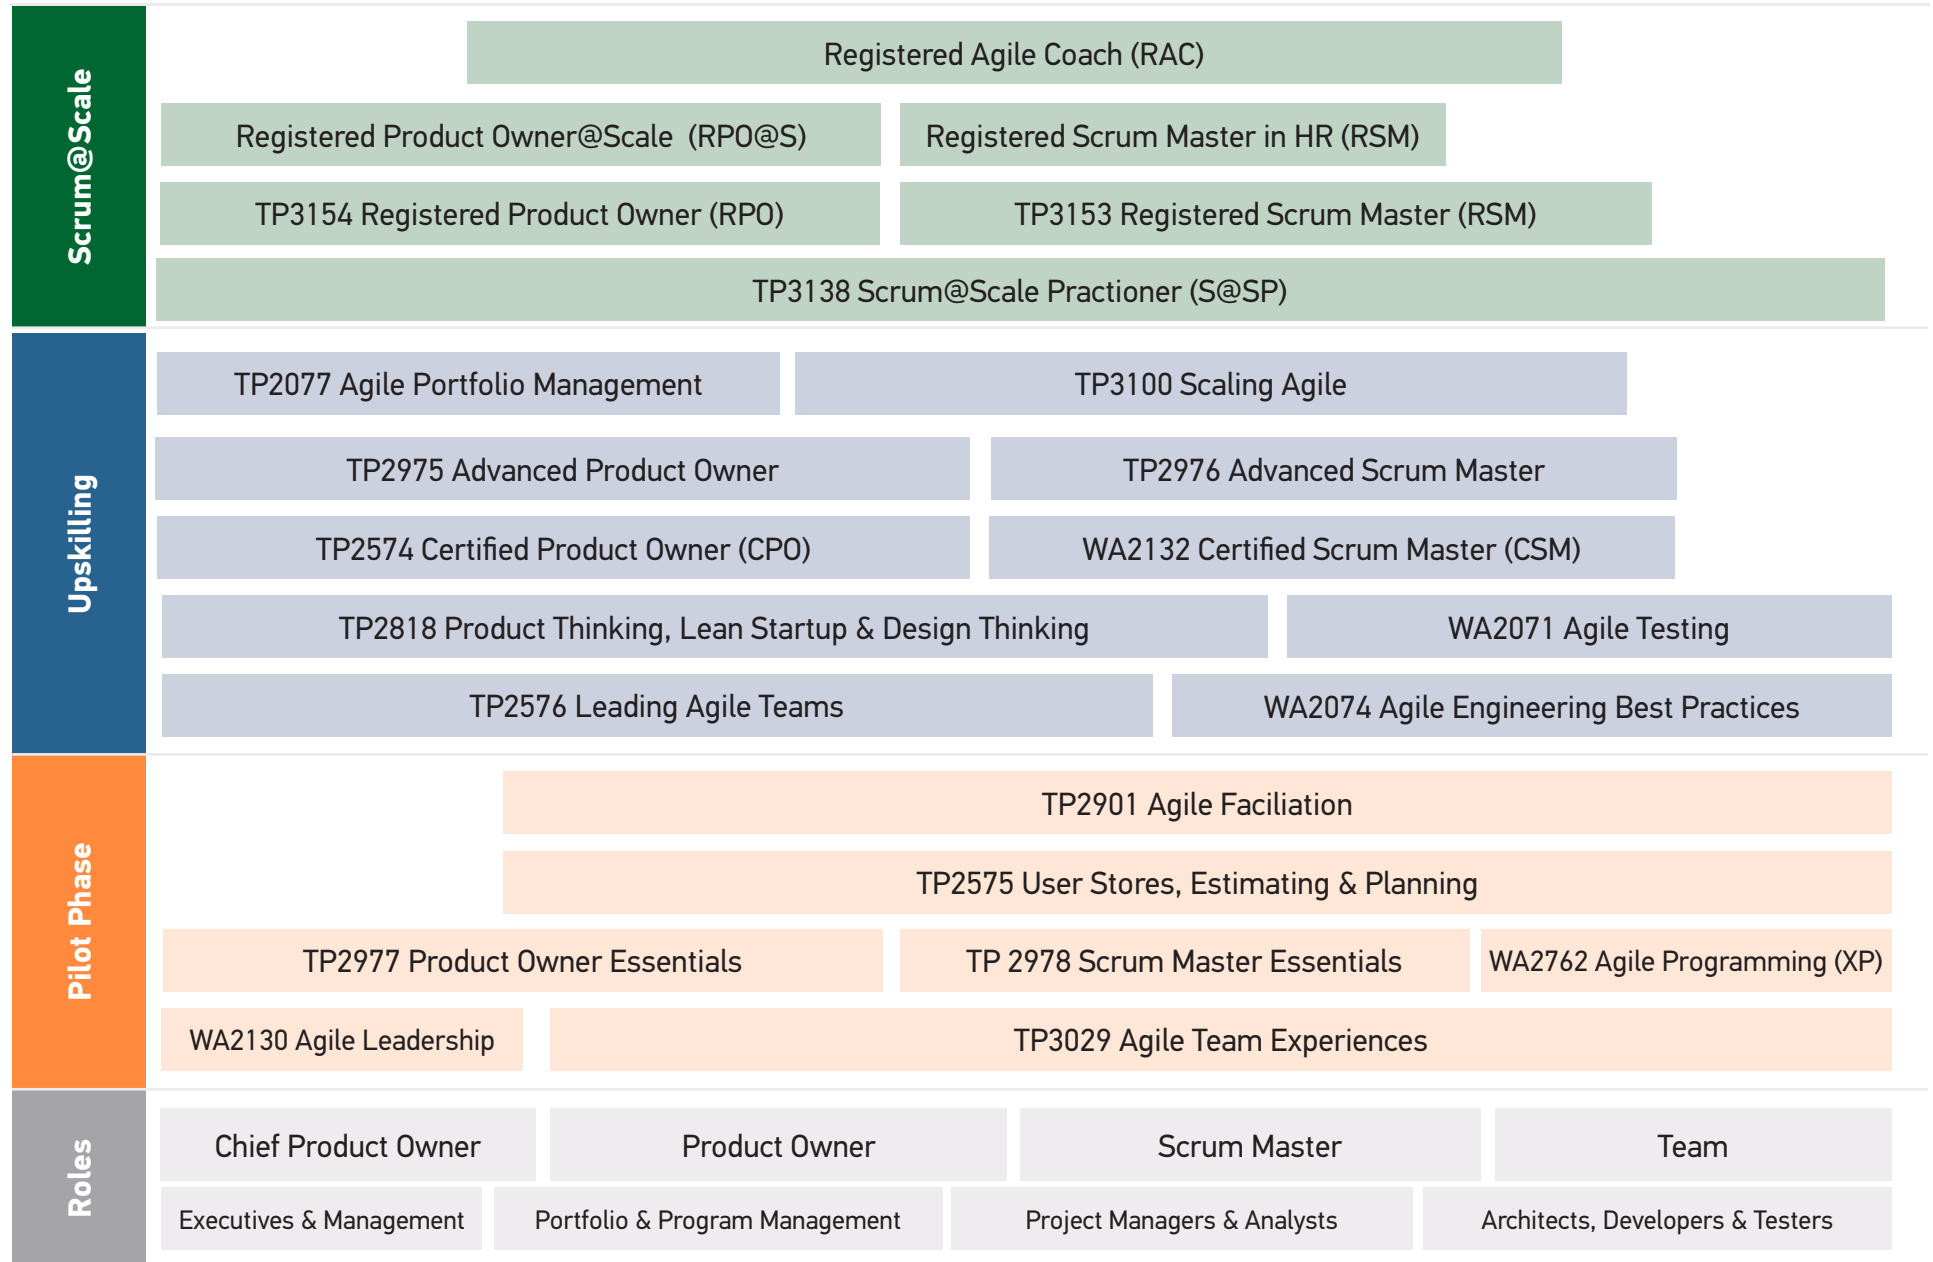 Scrum@Scale
Registered Agile Coach (RAC)
Registered Product Owner@Scale  (RPO@S)
Registered Scrum Master in HR (RSM)
TP3154 Registered Product Owner (RPO)
TP3153 Registered Scrum Master (RSM)
TP3138 Scrum@Scale Practioner (S@SP)
Upskilling
TP2077 Agile Portfolio Management
TP3100 Scaling Agile
TP2975 Advanced Product Owner
TP2976 Advanced Scrum Master
TP2574 Certified Product Owner (CPO)
WA2132 Certified Scrum Master (CSM)
TP2818 Product Thinking, Lean Startup & Design Thinking
WA2071 Agile Testing
TP2576 Leading Agile Teams
WA2074 Agile Engineering Best Practices
Pilot Phase
TP2901 Agile Faciliation
TP2575 User Stores, Estimating & Planning
TP2977 Product Owner Essentials
TP 2978 Scrum Master Essentials
WA2762 Agile Programming (XP)
WA2130 Agile Leadership
TP3029 Agile Team Experiences
Roles
Chief Product Owner
Product Owner
Scrum Master
Team
Executives & Management
Portfolio & Program Management
Project Managers & Analysts
Architects, Developers & Testers